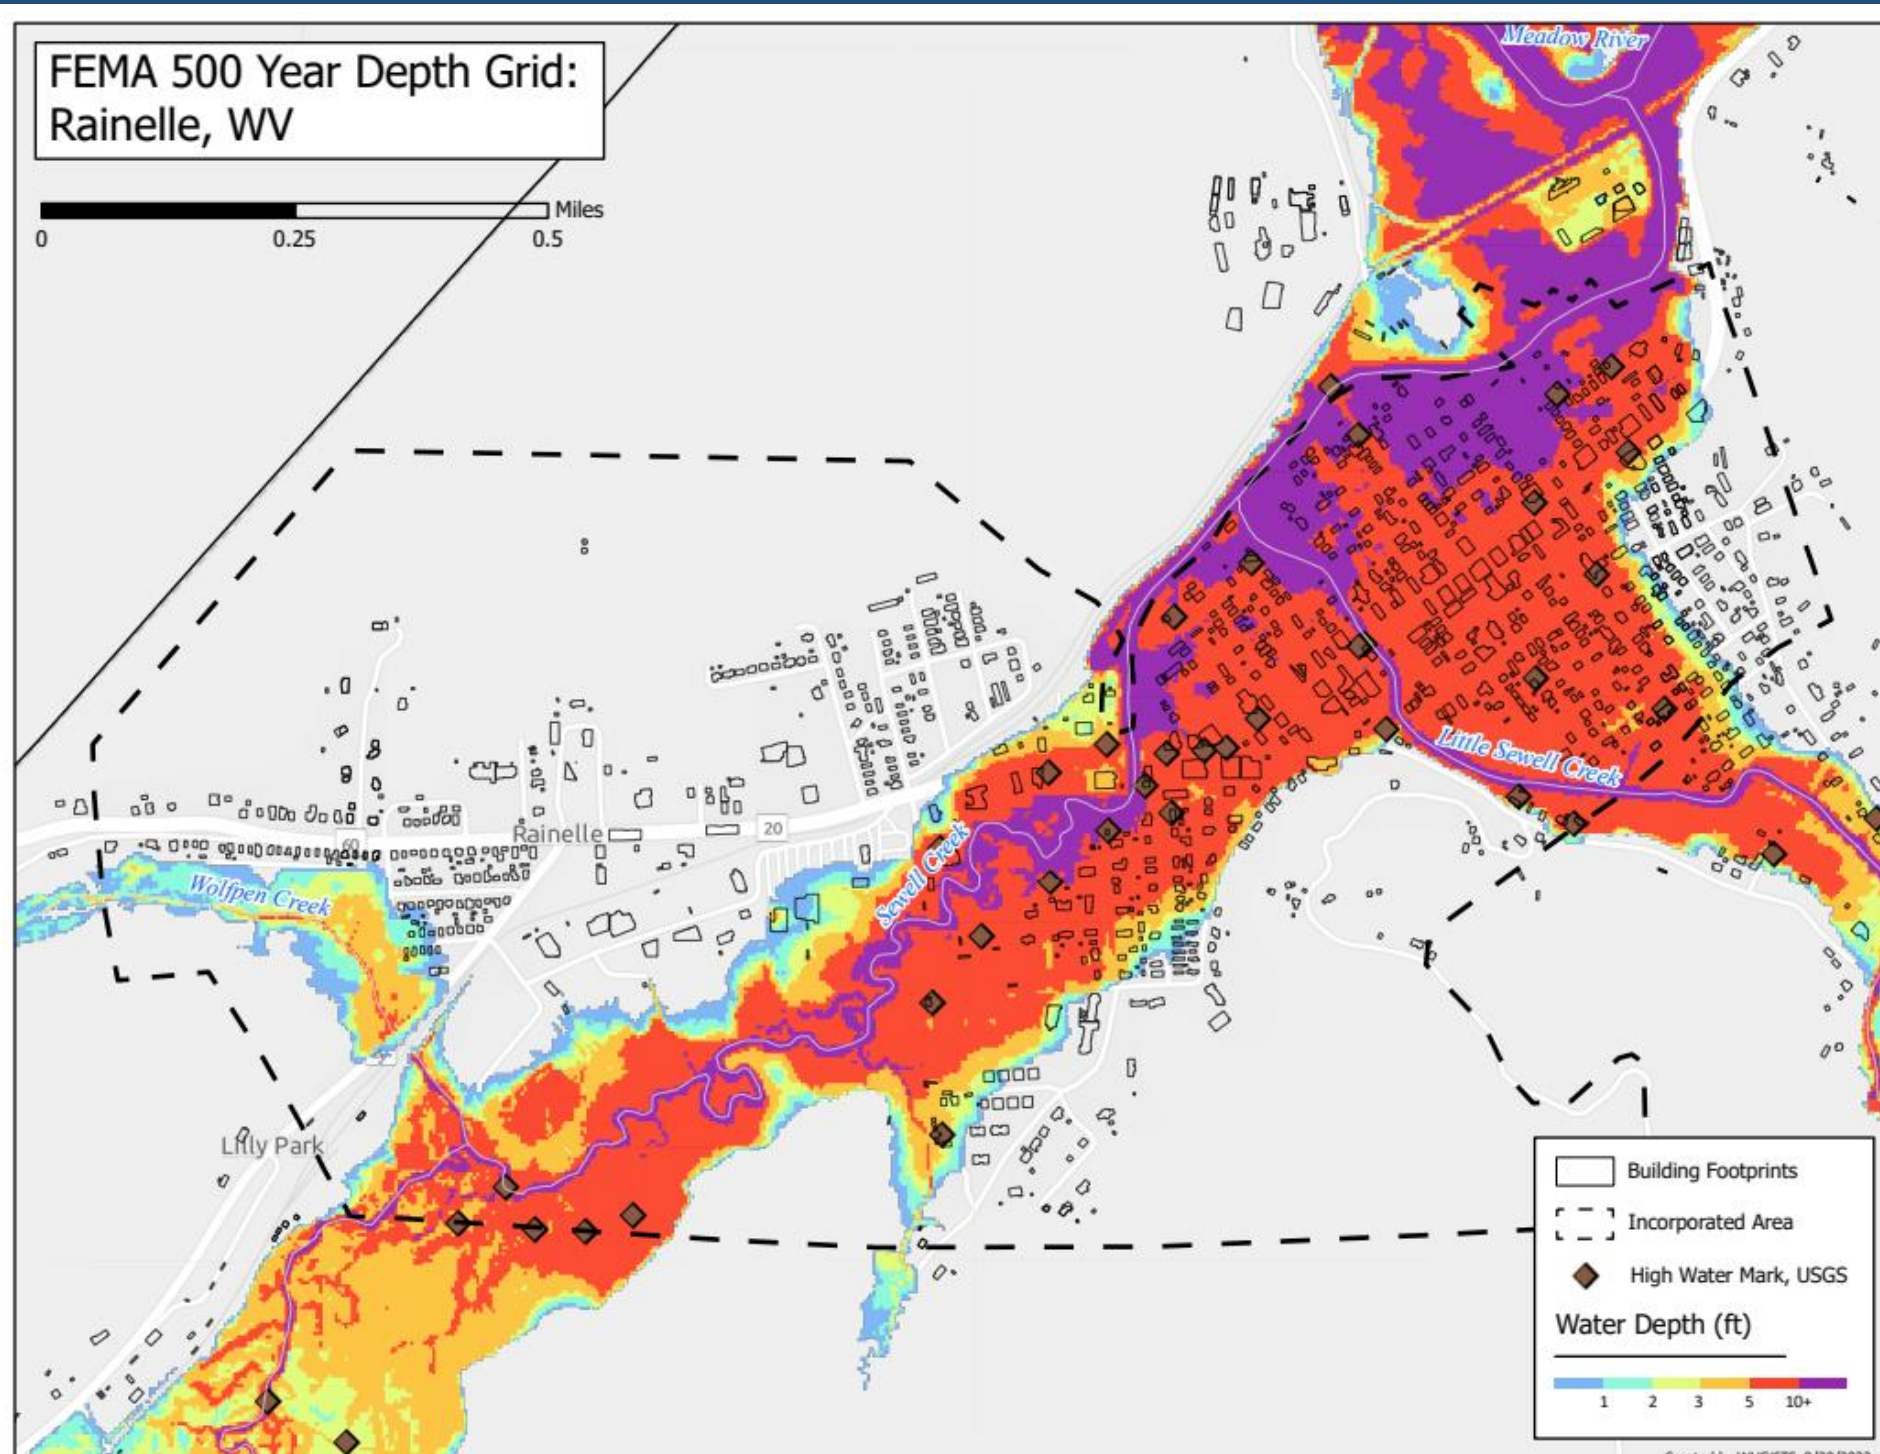 FEMA 500 Year Depth Grid:
Rainelle, WV
Miles
0 0.25 0.5
Meadow River
Little Sewell Creek
Sewell Creek
Rainelle
20
60
Wolfpen Creek
Lilly Park
Building Footprints
Incorporated Area
High Water Mark, USGS
Water Depth (ft)
1 2 3 5 10+